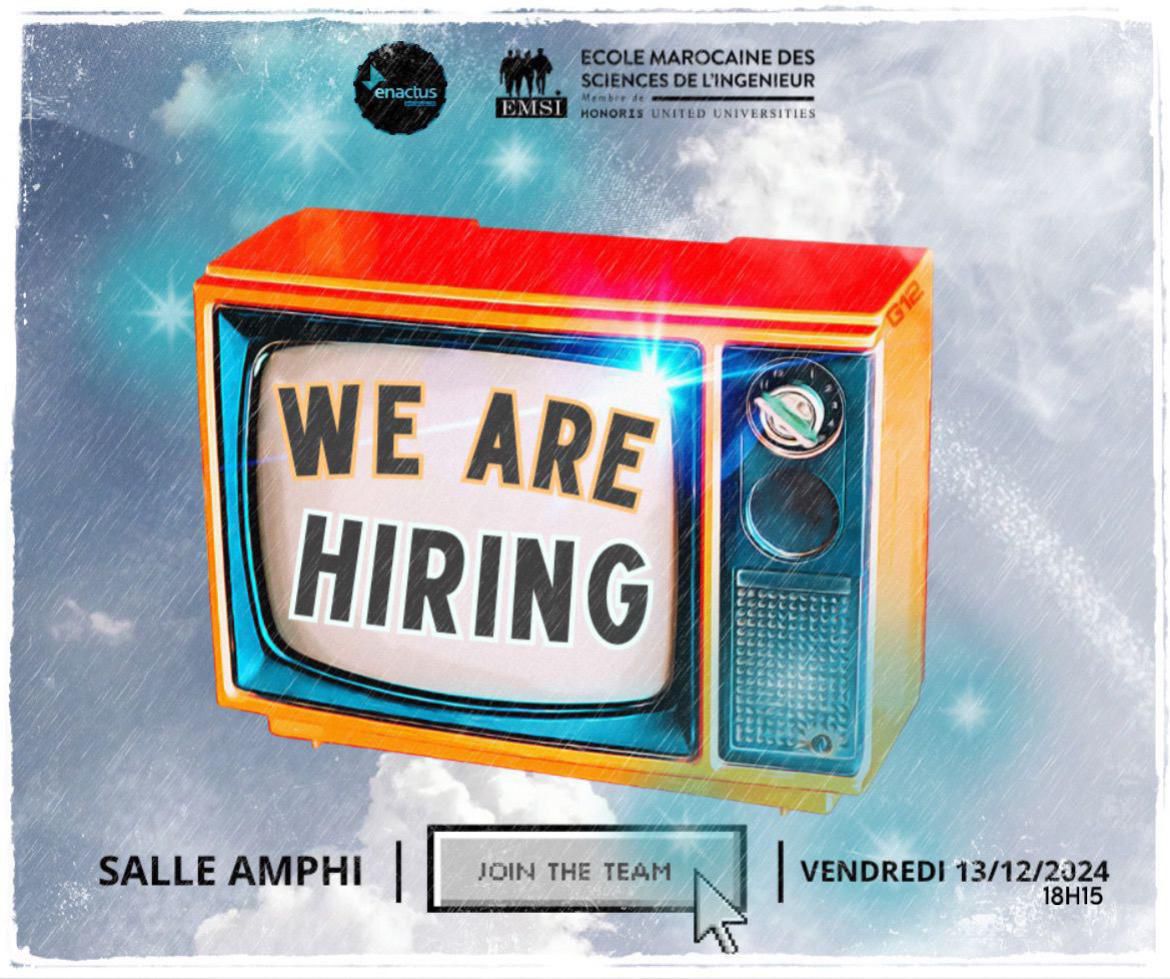 enactus
ECOLE MAROCAINE DES
SCIENCES DE L'INGENIEUR
Membre de
HONORIS UNITED UNIVERSITIES
EMSI
G12
WE ARE
HIRING
SALLE AMPHI
JOIN THE TEAM
VENDREDI 13/12/2024
18H15